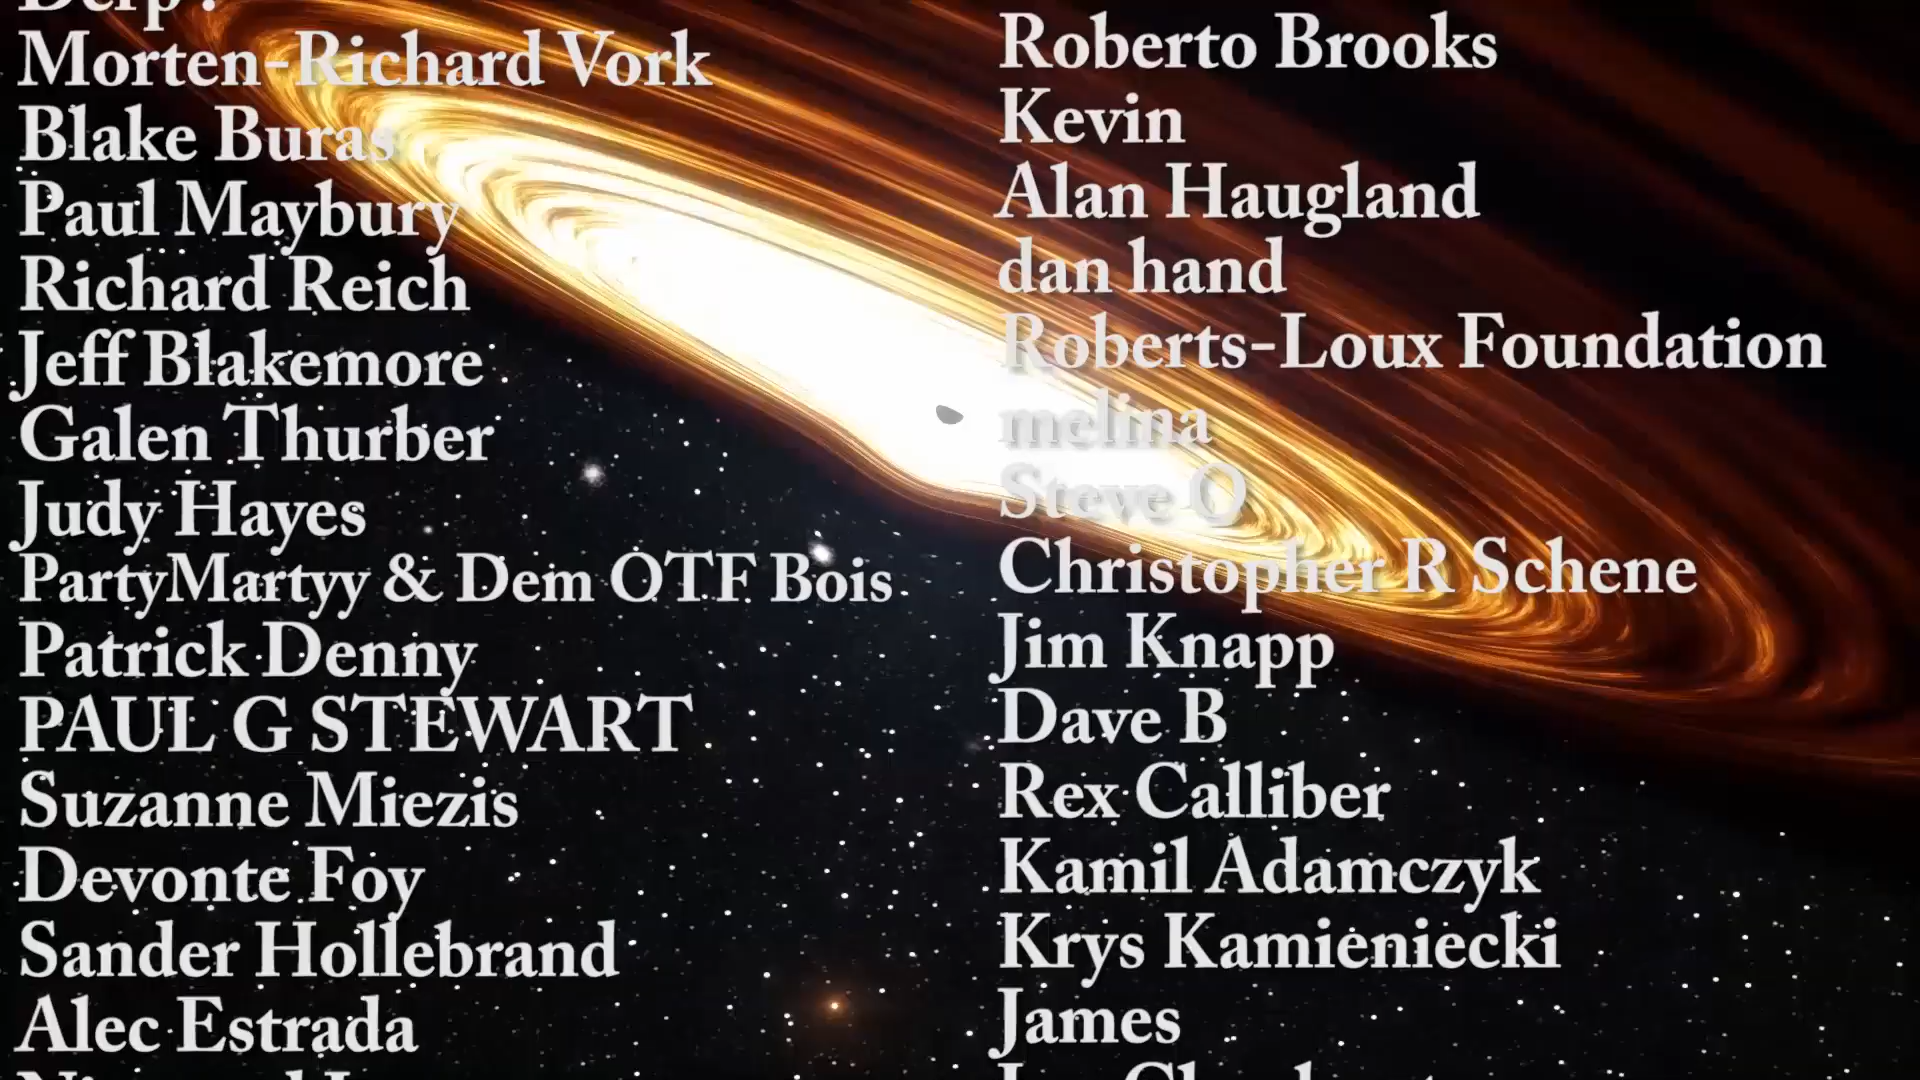 Derp .
Morten-Richard Vork
Blake Buras
Paul Maybury
Richard Reich
Jeff Blakemore
Galen Thurber
Judy Hayes
PartyMartyy & Dem OTF Bois
Patrick Denny
PAUL G STEWART
Suzanne Miezis
Devonte Foy
Sander Hollebrand
Alec Estrada
Roberto Brooks
Kevin
Alan Haugland
dan hand
Roberts-Loux Foundation
melina
Steve O
Christopher R Schene
Jim Knapp
Dave B
Rex Calliber
Kamil Adamczyk
Krys Kamieniecki
James